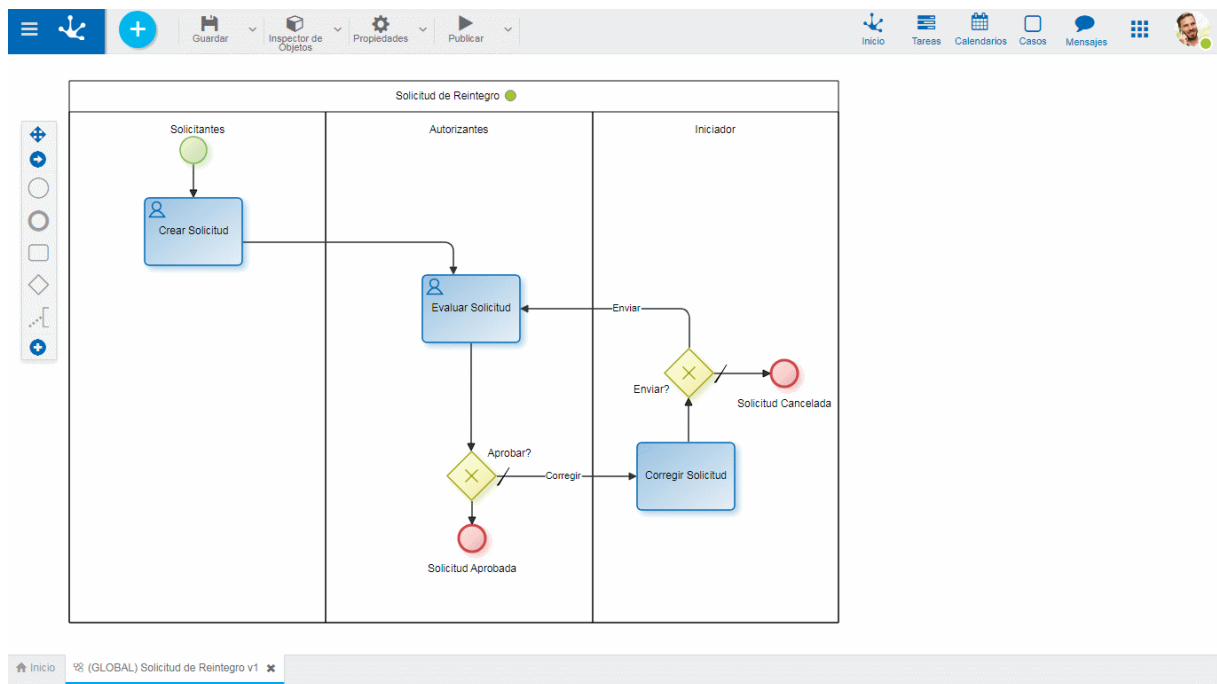 Guardar
Inspector de
Objetos
Propiedades
Publicar
Inicio
Tareas
Calendarios
Casos
Mensajes
Solicitud de Reintegro
Solicitantes
Autorizantes
Iniciador
Crear Solicitud
Evaluar Solicitud
Enviar
Enviar?
Solicitud Cancelada
Aprobar?
Corregir
Corregir Solicitud
Solicitud Aprobada
Inicio
(GLOBAL) Solicitud de Reintegro v1